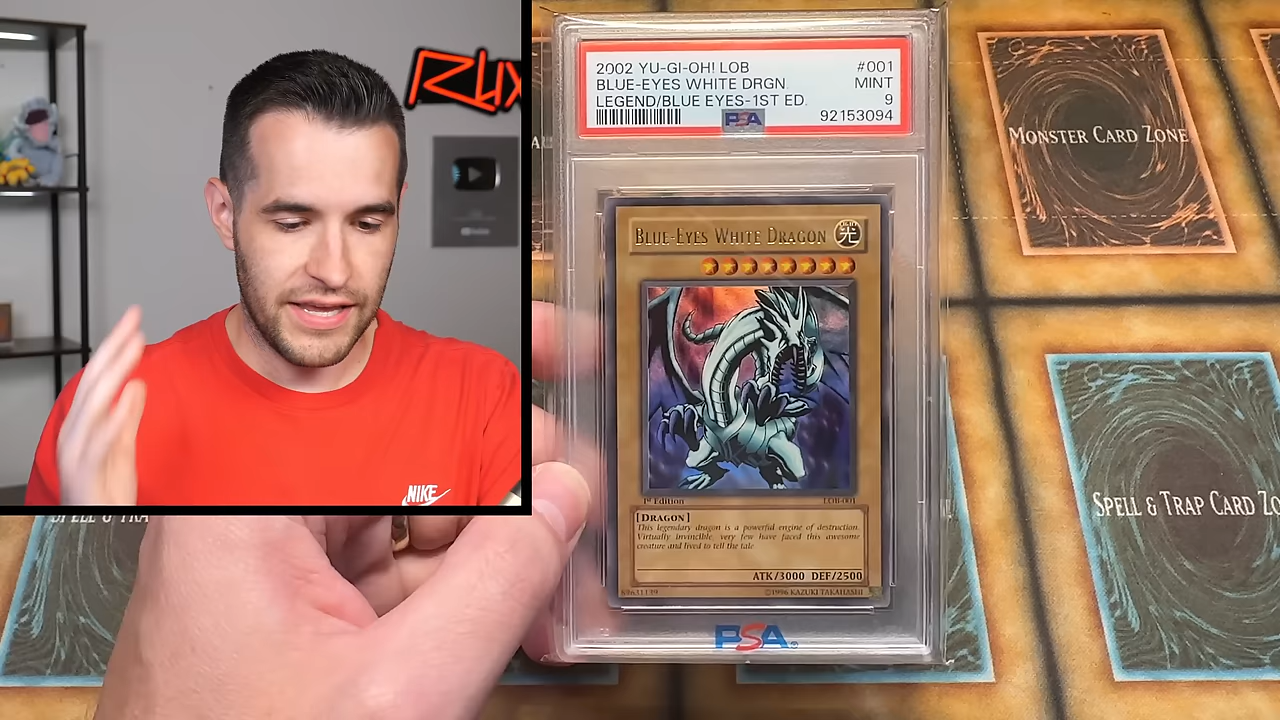 2002 YU-GI-OH! LOB #001
BLUE-EYES WHITE DRGN. MINT
LEGEND/BLUE EYES-1ST ED. 9
PSA 92153094
BLUE-EYES WHITE DRAGON
光
1st Edition LOB-001
[DRAGON]
This legendary dragon is a powerful engine of destruction.
Virtually invincible, very few have faced this awesome
creature and lived to tell the tale.
ATK/3000 DEF/2500
©1996 KAZUKI TAKAHASHI
PSA
NIKE
MONSTER CARD ZONE
SPELL & TRAP CARD
SPELL & TRA